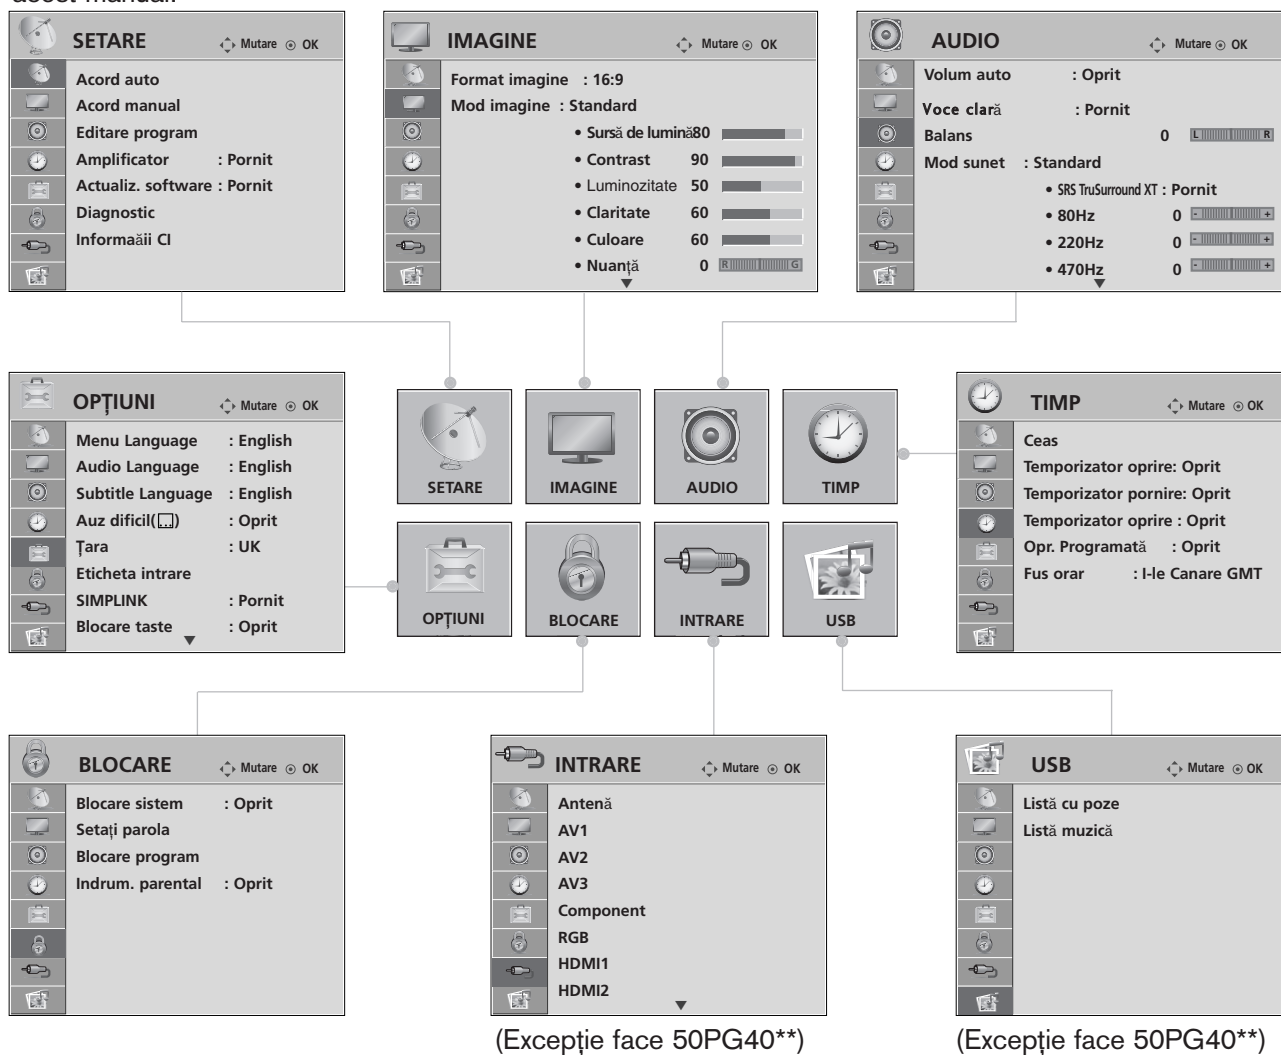 acest manual.
SETARE Mutare OK
Acord auto
Acord manual
Editare program
Amplificator : Pornit
Actualiz. software : Pornit
Diagnostic
Informaăii CI
IMAGINE Mutare OK
Format imagine : 16:9
Mod imagine : Standard
• Sursă de lumină80
• Contrast 90
• Luminozitate 50
• Claritate 60
• Culoare 60
• Nuanță 0 R G
AUDIO Mutare OK
Volum auto : Oprit
Voce clară : Pornit
Balans 0 L R
Mod sunet : Standard
• SRS TruSurround XT : Pornit
• 80Hz 0 - +
• 220Hz 0 - +
• 470Hz 0 - +
OPȚIUNI Mutare OK
Menu Language : English
Audio Language : English
Subtitle Language : English
Auz dificil( ) : Oprit
Țara : UK
Eticheta intrare
SIMPLINK : Pornit
Blocare taste : Oprit
SETARE IMAGINE AUDIO TIMP
OPȚIUNI BLOCARE INTRARE USB
TIMP Mutare OK
Ceas
Temporizator oprire: Oprit
Temporizator pornire: Oprit
Temporizator oprire : Oprit
Opr. Programată : Oprit
Fus orar : I-le Canare GMT
BLOCARE Mutare OK
Blocare sistem : Oprit
Setați parola
Blocare program
Indrum. parental : Oprit
INTRARE Mutare OK
Antenă
AV1
AV2
AV3
Component
RGB
HDMI1
HDMI2
(Excepție face 50PG40**)
USB Mutare OK
Listă cu poze
Listă muzică
(Excepție face 50PG40**)